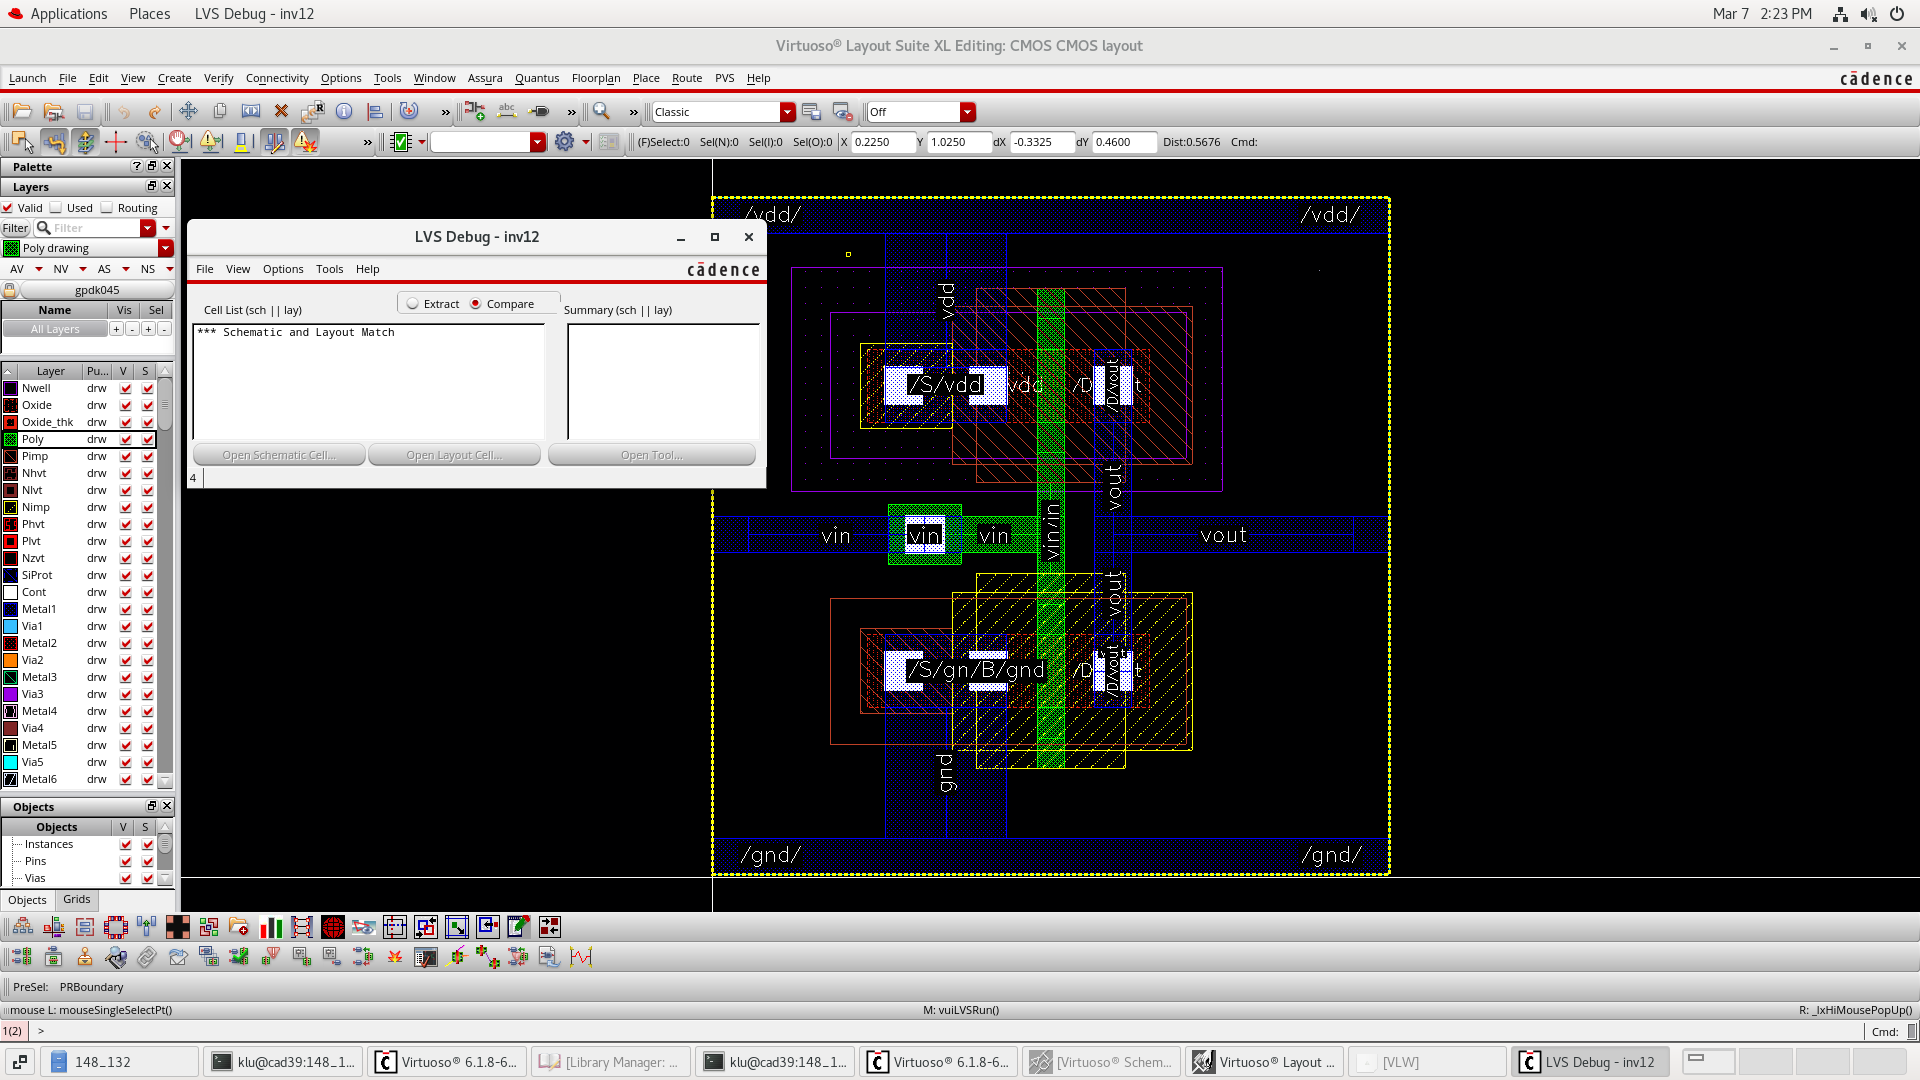 Applications Places LVS Debug - inv12 Mar 7 2:23 PM
Virtuoso® Layout Suite XL Editing: CMOS CMOS layout
Launch File Edit View Create Verify Connectivity Options Tools Window Assura Quantus Floorplan Place Route PVS Help cādence
» » » Classic Off
» (F)Select:0 Sel(N):0 Sel(I):0 Sel(O):0 X 0.2250 Y 1.0250 dX -0.3325 dY 0.4600 Dist:0.5676 Cmd:
Palette
Layers
Valid Used Routing
Filter Filter
Poly drawing
AV NV AS NS
gpdk045
Name Vis Sel
All Layers + - + -
Layer Pu... V S
Nwell drw
Oxide drw
Oxide_thk drw
Poly drw
Pimp drw
Nhvt drw
Nlvt drw
Nimp drw
Phvt drw
Plvt drw
Nzvt drw
SiProt drw
Cont drw
Metal1 drw
Via1 drw
Metal2 drw
Via2 drw
Metal3 drw
Via3 drw
Metal4 drw
Via4 drw
Metal5 drw
Via5 drw
Metal6 drw
Objects
Objects V S
Instances
Pins
Vias
Objects Grids
LVS Debug - inv12
File View Options Tools Help cādence
Extract Compare
Cell List (sch || lay) Summary (sch || lay)
*** Schematic and Layout Match
Open Schematic Cell... Open Layout Cell... Open Tool...
4
/vdd/ /vdd/
vdd
/S/vdd vdd /D t
/D/vout
vout
vin vin vin vin/in vout
vout
/S/gn/B/gnd /D t
/D/vout
gnd
/gnd/ /gnd/
PreSel: PRBoundary
mouse L: mouseSingleSelectPt() M: vuiLVSRun() R: _lxHiMousePopUp()
1(2) > Cmd:
148_132 klu@cad39:148_1... Virtuoso® 6.1.8-6... [Library Manager: ... klu@cad39:148_1... Virtuoso® 6.1.8-6... [Virtuoso® Schem... Virtuoso® Layout ... [VLW] LVS Debug - inv12